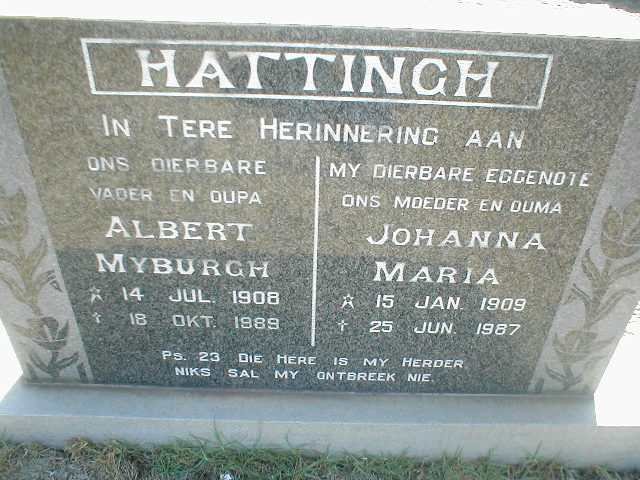 HATTINGH
IN TERE HERINNERING AAN
ONS DIERBARE
VADER EN OUPA
ALBERT
MYBURGH
☆ 14 JUL. 1908
† 18 OKT. 1989
MY DIERBARE EGGENOTE
ONS MOEDER EN OUMA
JOHANNA
MARIA
☆ 15 JAN. 1909
† 25 JUN. 1987
PS. 23 DIE HERE IS MY HERDER
NIKS SAL MY ONTBREEK NIE.